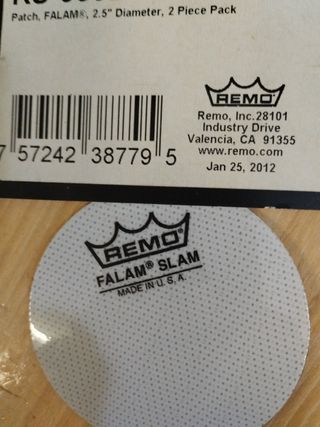 Patch, FALAM®, 2.5" Diameter, 2 Piece Pack
REMO
Remo, Inc.28101
Industry Drive
Valencia, CA 91355
www.remo.com
Jan 25, 2012
7 57242 38779 5
REMO®
FALAM® SLAM
MADE IN U.S.A.